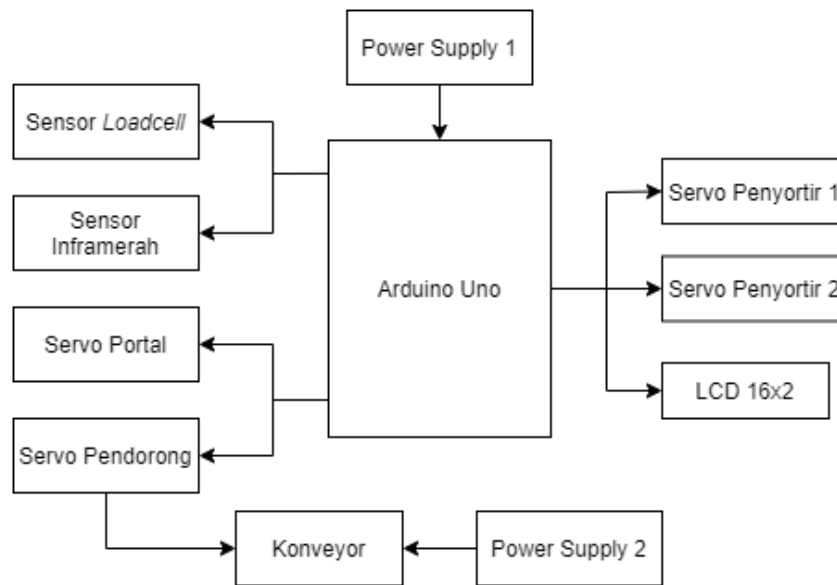 Power Supply 1
Sensor Loadcell
Sensor
Inframerah
Servo Portal
Servo Pendorong
Arduino Uno
Servo Penyortir 1
Servo Penyortir 2
LCD 16x2
Konveyor
Power Supply 2